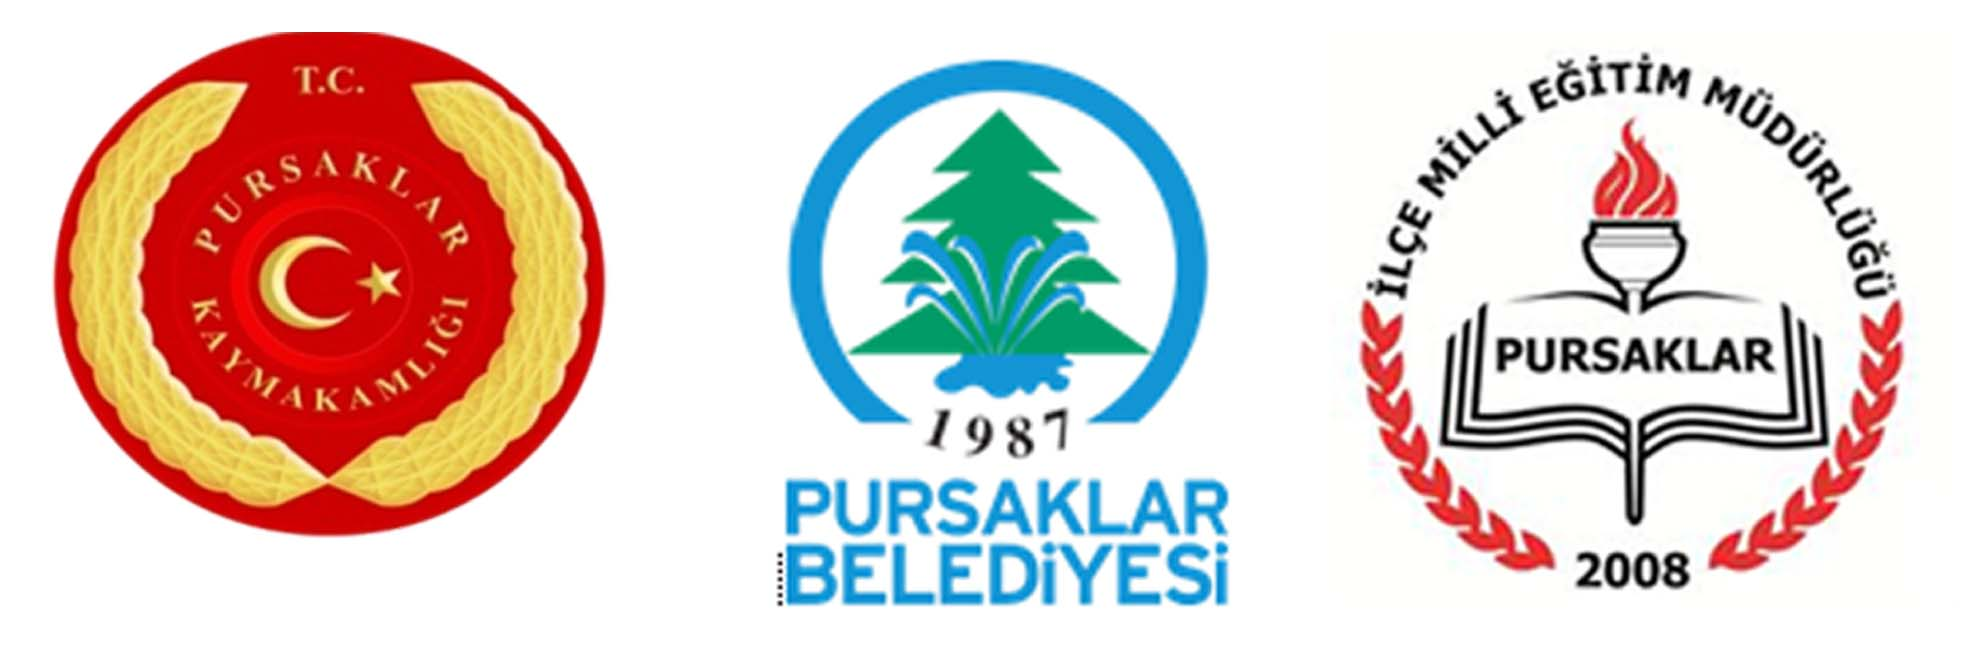 T.C.
PURSAKLAR
KAYMAKAMLIĞI
1987
PURSAKLAR
BELEDİYESİ
İLÇE MİLLİ EĞİTİM MÜDÜRLÜĞÜ
PURSAKLAR
2008